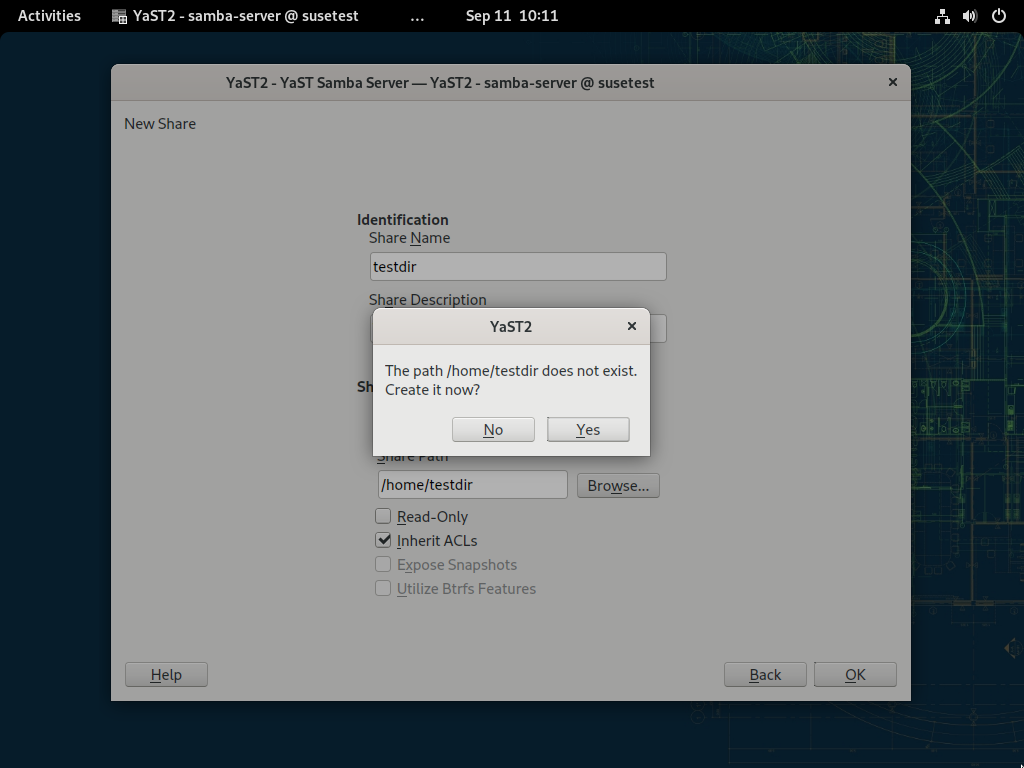 Activities YaST2 - samba-server @ susetest ... Sep 11 10:11
YaST2 - YaST Samba Server — YaST2 - samba-server @ susetest ×
New Share
Identification
Share Name
testdir
Share Description
YaST2 ×
The path /home/testdir does not exist.
Create it now?
No Yes
Share Path
/home/testdir Browse...
Read-Only
Inherit ACLs
Expose Snapshots
Utilize Btrfs Features
Help Back OK